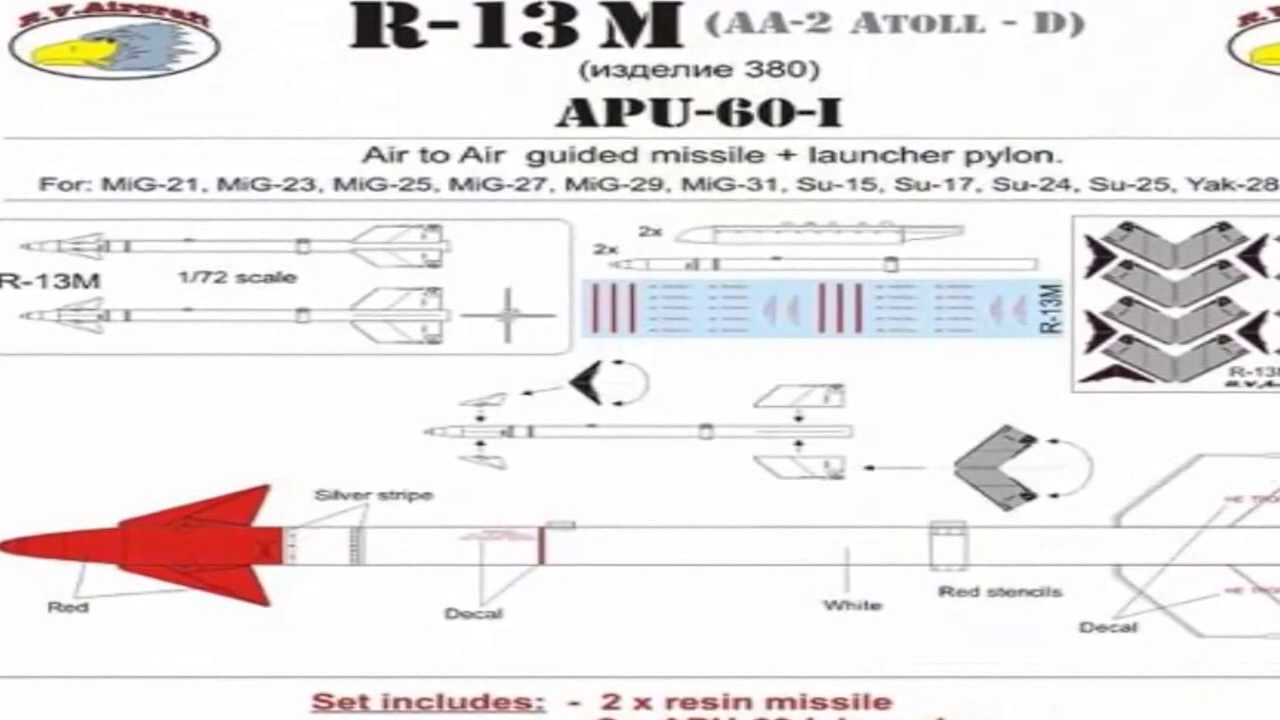 R.V.Aircraft
R-13M (AA-2 ATOLL - D)
(изделие 380)
APU-60-I
Air to Air guided missile + launcher pylon.
For: MiG-21, MiG-23, MiG-25, MiG-27, MiG-29, MiG-31, Su-15, Su-17, Su-24, Su-25, Yak-28
2x
2x
R-13M
1/72 scale
R-13M
R-13
Silver stripe
Red
Decal
White
Red stencils
Decal
Set includes: - 2 x resin missile